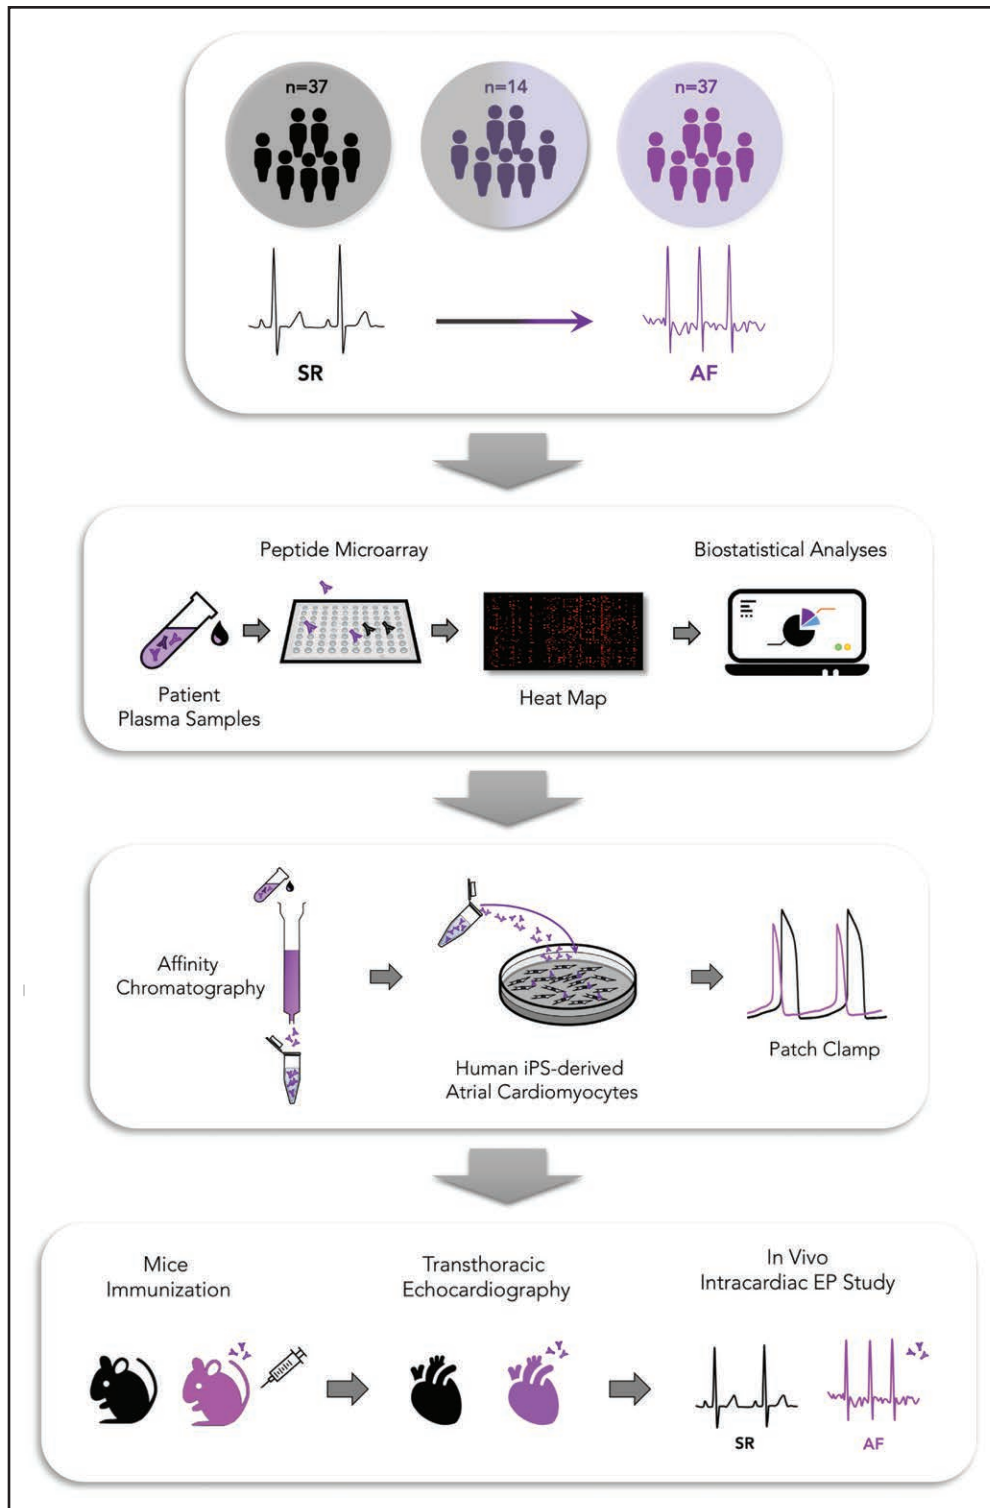 n=37
n=14
n=37
SR
AF
Peptide Microarray
Biostatistical Analyses
Patient
Plasma Samples
Heat Map
Affinity
Chromatography
Human iPS-derived
Atrial Cardiomyocytes
Patch Clamp
Mice
Immunization
Transthoracic
Echocardiography
In Vivo
Intracardiac EP Study
SR
AF